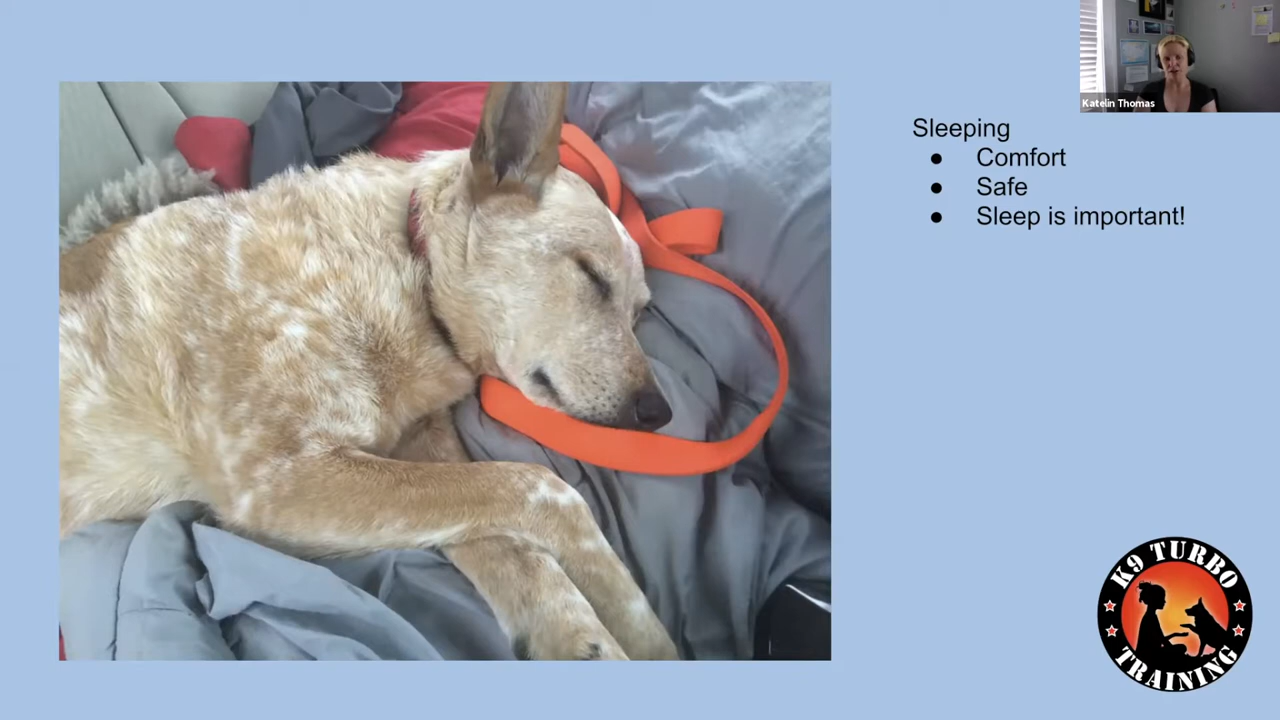 Katelin Thomas
Sleeping
● Comfort
● Safe
● Sleep is important!
K9 TURBO
TRAINING